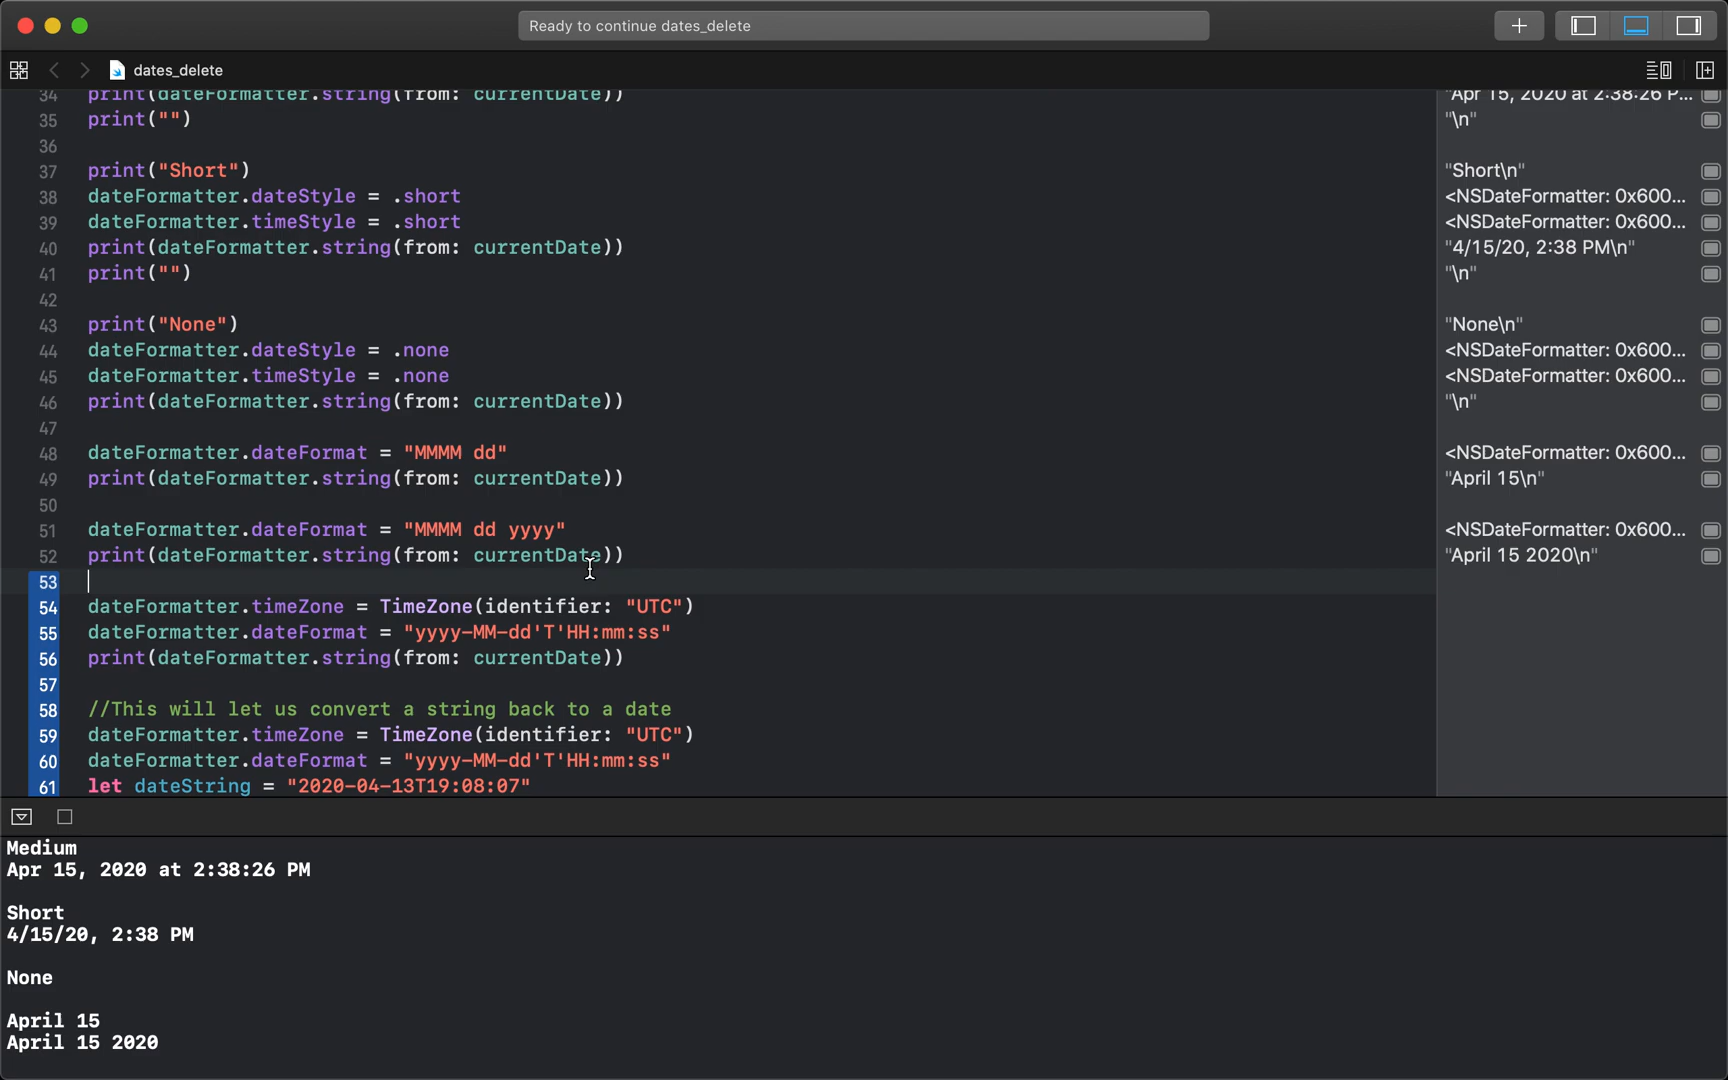 Ready to continue dates_delete
dates_delete
34 print(dateFormatter.string(from: currentDate))
"Apr 15, 2020 at 2:38:26 P...
35 print("")
"\n"
36
37 print("Short")
"Short\n"
38 dateFormatter.dateStyle = .short
<NSDateFormatter: 0x600...
39 dateFormatter.timeStyle = .short
<NSDateFormatter: 0x600...
40 print(dateFormatter.string(from: currentDate))
"4/15/20, 2:38 PM\n"
41 print("")
"\n"
42
43 print("None")
"None\n"
44 dateFormatter.dateStyle = .none
<NSDateFormatter: 0x600...
45 dateFormatter.timeStyle = .none
<NSDateFormatter: 0x600...
46 print(dateFormatter.string(from: currentDate))
"\n"
47
48 dateFormatter.dateFormat = "MMMM dd"
<NSDateFormatter: 0x600...
49 print(dateFormatter.string(from: currentDate))
"April 15\n"
50
51 dateFormatter.dateFormat = "MMMM dd yyyy"
<NSDateFormatter: 0x600...
52 print(dateFormatter.string(from: currentDate))
"April 15 2020\n"
53
54 dateFormatter.timeZone = TimeZone(identifier: "UTC")
55 dateFormatter.dateFormat = "yyyy-MM-dd'T'HH:mm:ss"
56 print(dateFormatter.string(from: currentDate))
57
58 //This will let us convert a string back to a date
59 dateFormatter.timeZone = TimeZone(identifier: "UTC")
60 dateFormatter.dateFormat = "yyyy-MM-dd'T'HH:mm:ss"
61 let dateString = "2020-04-13T19:08:07"
Medium
Apr 15, 2020 at 2:38:26 PM
Short
4/15/20, 2:38 PM
None
April 15
April 15 2020